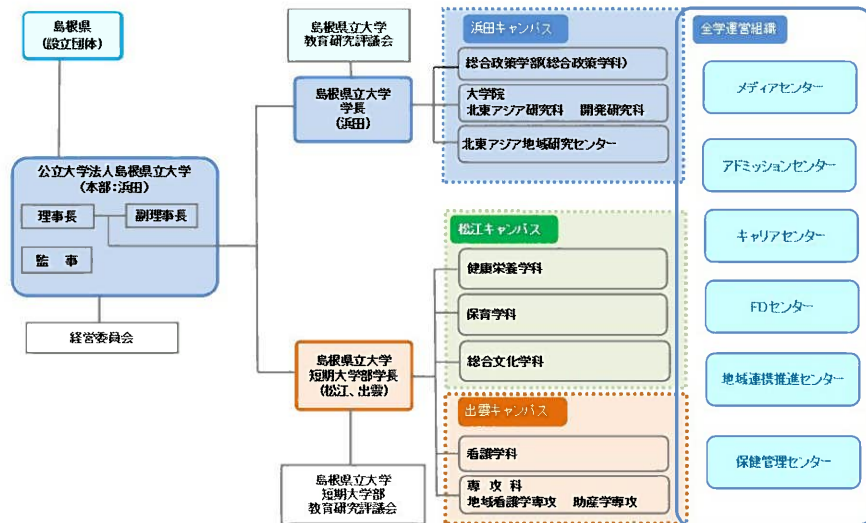 島根県
(設立団体)
公立大学法人島根県立大学
(本部：浜田)
理事長
副理事長
監　事
経営委員会
島根県立大学
教育研究評議会
島根県立大学
学長
(浜田)
島根県立大学
短期大学部学長
(松江、出雲)
島根県立大学
短期大学部
教育研究評議会
浜田キャンパス
総合政策学部(総合政策学科)
大学院
北東アジア研究科　開発研究科
北東アジア地域研究センター
松江キャンパス
健康栄養学科
保育学科
総合文化学科
出雲キャンパス
看護学科
専 攻 科
地域看護学専攻　助産学専攻
全学運営組織
メディアセンター
アドミッションセンター
キャリアセンター
FDセンター
地域連携推進センター
保健管理センター